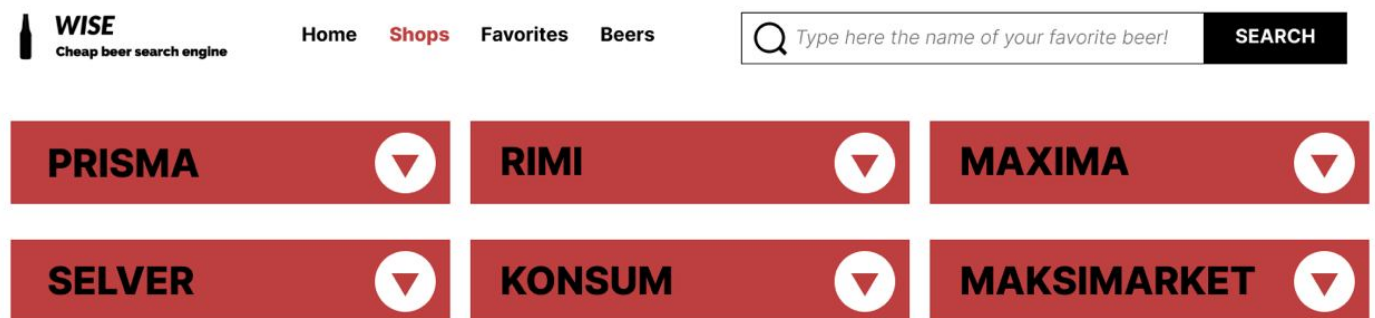 WISE
Cheap beer search engine
Home Shops Favorites Beers
Type here the name of your favorite beer! SEARCH
PRISMA RIMI MAXIMA
SELVER KONSUM MAKSIMARKET